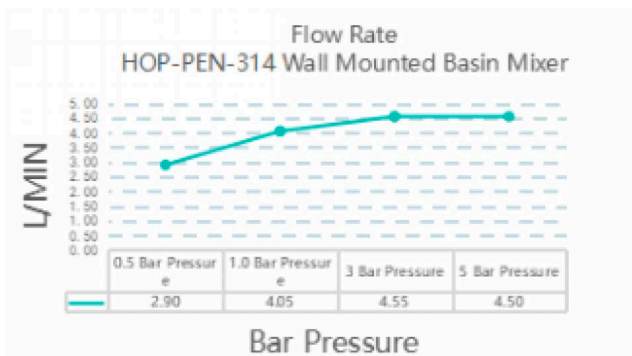 Flow Rate
HOP-PEN-314 Wall Mounted Basin Mixer
L/MIN
5.00
4.50
4.00
3.50
3.00
2.50
2.00
1.50
1.00
0.50
0.00
0.5 Bar Pressur
e
1.0 Bar Pressur
e
3 Bar Pressure
5 Bar Pressure
2.90 4.05 4.55 4.50
Bar Pressure